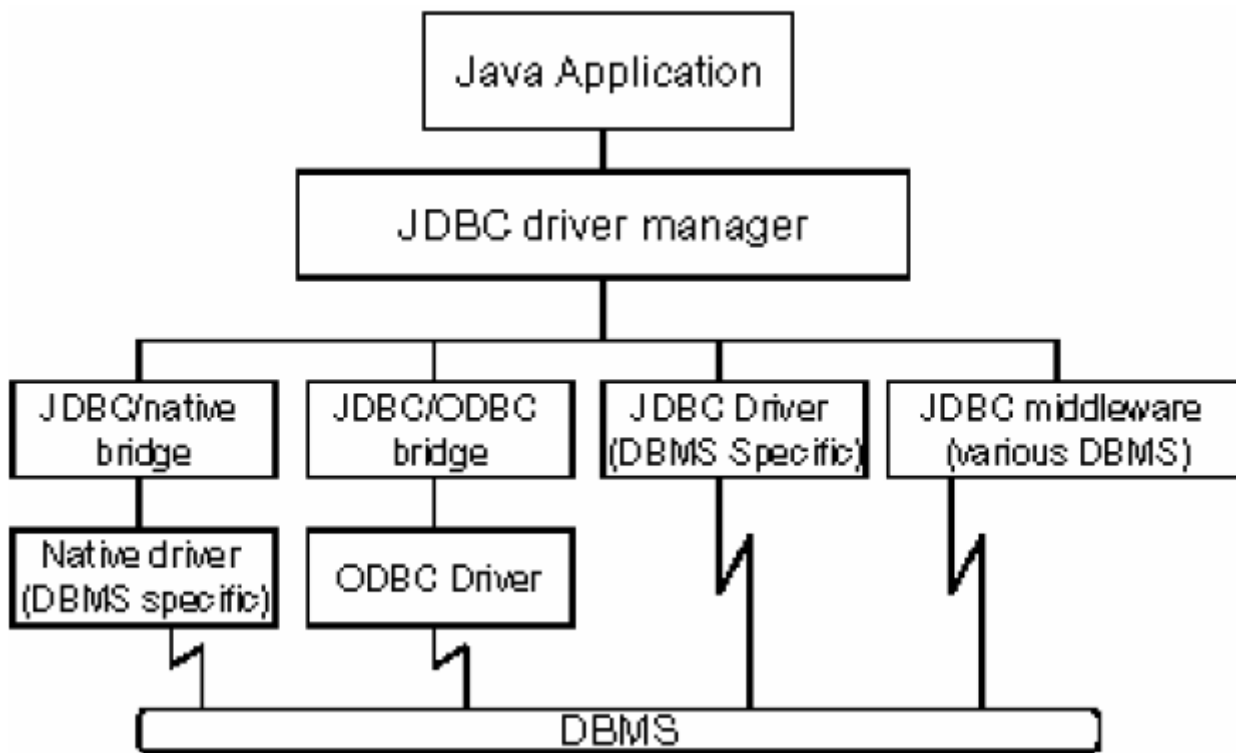 Java Application
JDBC driver manager
JDBC/native
bridge
JDBC/ODBC
bridge
JDBC Driver
(DBMS Specific)
JDBC middleware
(various DBMS)
Native driver
(DBMS specific)
ODBC Driver
DBMS